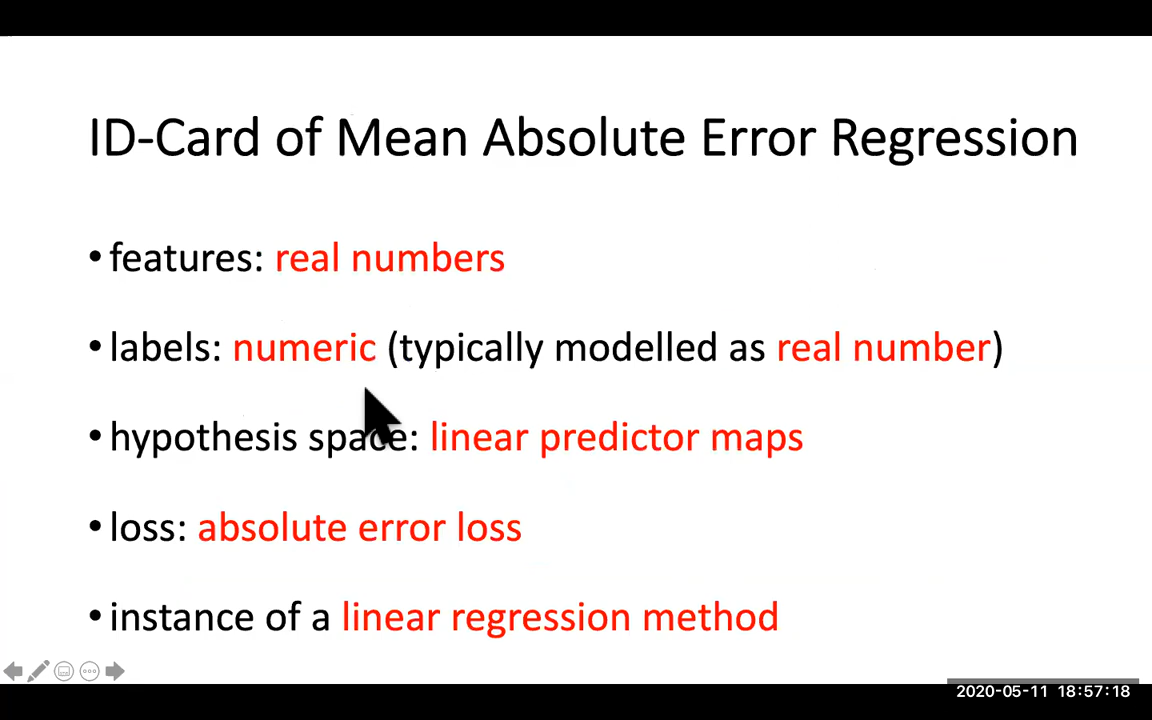 ID-Card of Mean Absolute Error Regression
•features: real numbers
•labels: numeric (typically modelled as real number)
•hypothesis space: linear predictor maps
•loss: absolute error loss
•instance of a linear regression method
2020-05-11 18:57:18